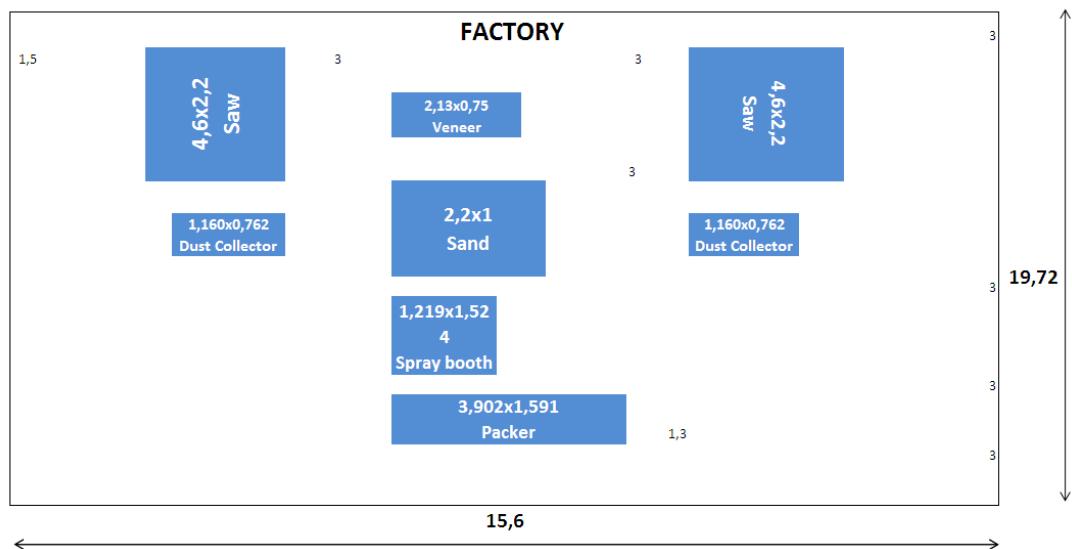 FACTORY
3
1,5
3
3
4,6x2,2
Saw
2,13x0,75
Veneer
4,6x2,2
Saw
3
2,2x1
Sand
1,160x0,762
Dust Collector
1,160x0,762
Dust Collector
19,72
3
1,219x1,52
4
Spray booth
3
3,902x1,591
Packer
1,3
3
15,6